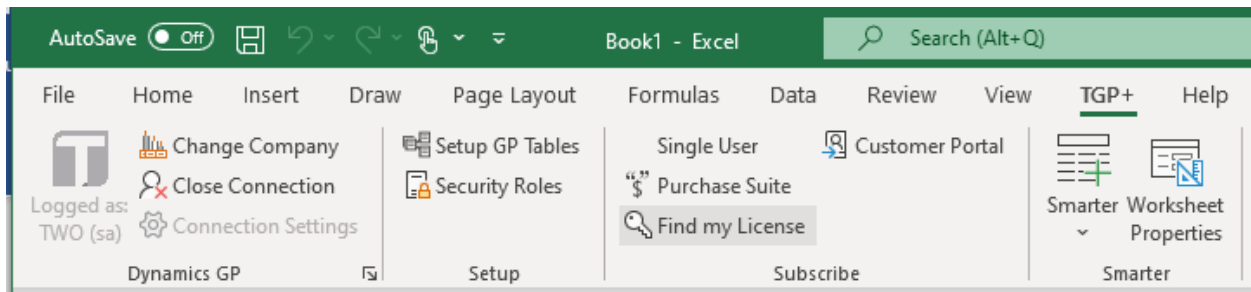 AutoSave Off Book1 - Excel Search (Alt+Q)
File Home Insert Draw Page Layout Formulas Data Review View TGP+ Help
Logged as:
TWO (sa)
Change Company
Close Connection
Connection Settings
Dynamics GP
Setup GP Tables
Security Roles
Setup
Single User
"$" Purchase Suite
Find my License
Customer Portal
Subscribe
Smarter
Worksheet
Properties
Smarter